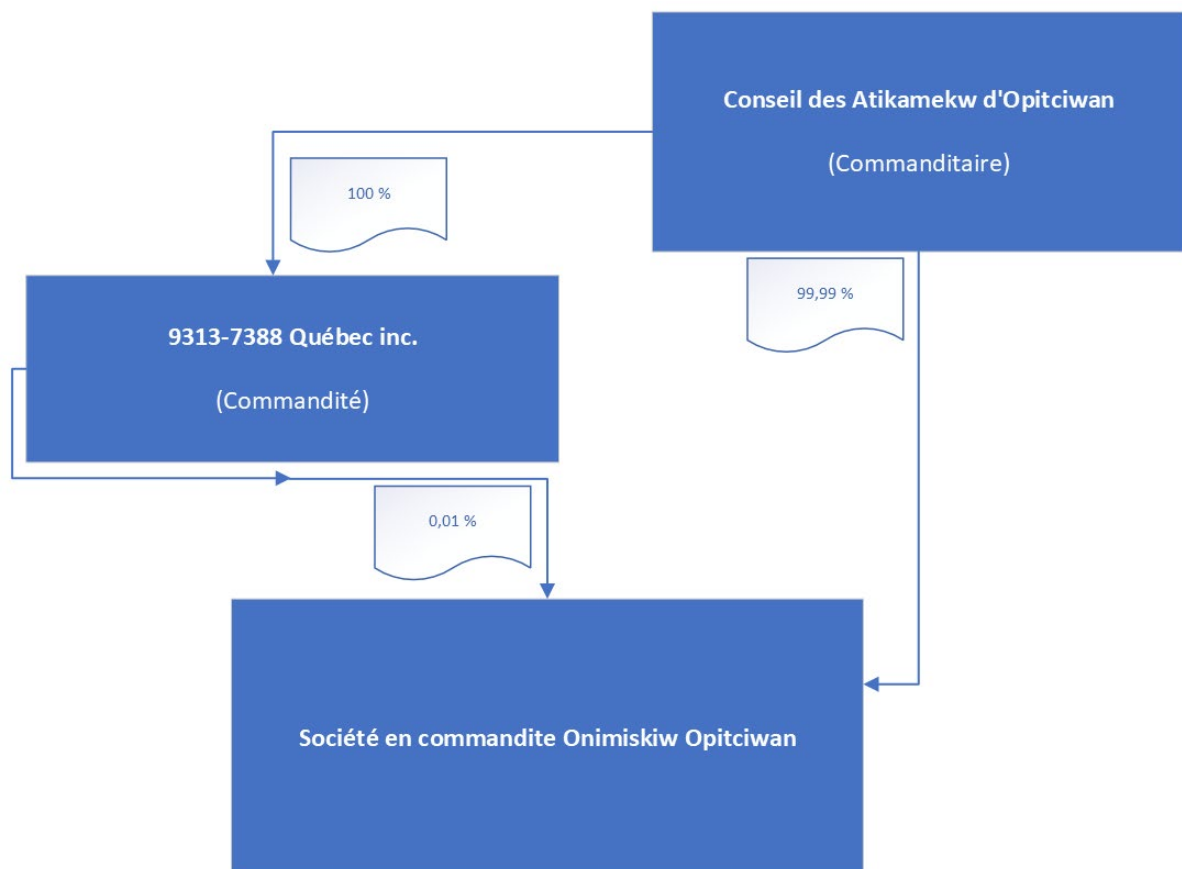 Conseil des Atikamekw d'Opitciwan
(Commanditaire)
100 %
99,99 %
9313-7388 Québec inc.
(Commandité)
0,01 %
Société en commandite Onimiskiw Opitciwan